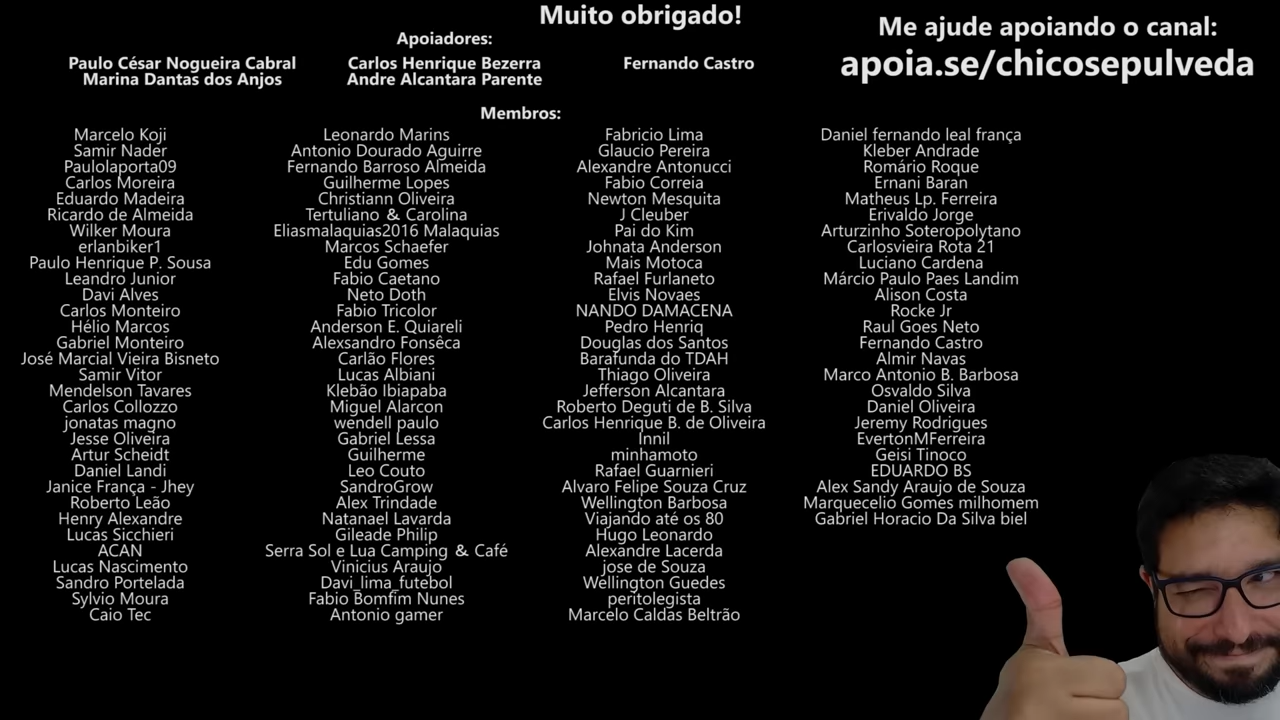 Muito obrigado!
Me ajude apoiando o canal:
apoia.se/chicosepulveda
Apoiadores:
Paulo César Nogueira Cabral
Marina Dantas dos Anjos
Carlos Henrique Bezerra
Andre Alcantara Parente
Fernando Castro
Membros:
Marcelo Koji
Samir Nader
Paulolaporta09
Carlos Moreira
Eduardo Madeira
Ricardo de Almeida
Wilker Moura
erlanbiker1
Paulo Henrique P. Sousa
Leandro Junior
Davi Alves
Carlos Monteiro
Hélio Marcos
Gabriel Monteiro
José Marcial Vieira Bisneto
Samir Vitor
Mendelson Tavares
Carlos Collozzo
jonatas magno
Jesse Oliveira
Artur Scheidt
Daniel Landi
Janice França - Jhey
Roberto Leão
Henry Alexandre
Lucas Sicchieri
ACAN
Lucas Nascimento
Sandro Portelada
Sylvio Moura
Caio Tec
Leonardo Marins
Antonio Dourado Aguirre
Fernando Barroso Almeida
Guilherme Lopes
Christiann Oliveira
Tertuliano & Carolina
Eliasmalaquias2016 Malaquias
Marcos Schaefer
Edu Gomes
Fabio Caetano
Neto Doth
Fabio Tricolor
Anderson E. Quiareli
Alexsandro Fonsêca
Carlão Flores
Lucas Albiani
Klebão Ibiapaba
Miguel Alarcon
wendell paulo
Gabriel Lessa
Guilherme
Leo Couto
SandroGrow
Alex Trindade
Natanael Lavarda
Gileade Philip
Serra Sol e Lua Camping & Café
Vinicius Araujo
Davi_lima_futebol
Fabio Bomfim Nunes
Antonio gamer
Fabricio Lima
Glaucio Pereira
Alexandre Antonucci
Fabio Correia
Newton Mesquita
J Cleuber
Pai do Kim
Johnata Anderson
Mais Motoca
Rafael Furlaneto
Elvis Novaes
NANDO DAMACENA
Pedro Henriq
Douglas dos Santos
Barafunda do TDAH
Thiago Oliveira
Jefferson Alcantara
Roberto Deguti de B. Silva
Carlos Henrique B. de Oliveira
Innil
minhamoto
Rafael Guarnieri
Alvaro Felipe Souza Cruz
Wellington Barbosa
Viajando até os 80
Hugo Leonardo
Alexandre Lacerda
jose de Souza
Wellington Guedes
peritolegista
Marcelo Caldas Beltrão
Daniel fernando leal frança
Kleber Andrade
Romário Roque
Ernani Baran
Matheus Lp. Ferreira
Erivaldo Jorge
Arturzinho Soteropolytano
Carlosvieira Rota 21
Luciano Cardena
Márcio Paulo Paes Landim
Alison Costa
Rocke Jr
Raul Goes Neto
Fernando Castro
Almir Navas
Marco Antonio B. Barbosa
Osvaldo Silva
Daniel Oliveira
Jeremy Rodrigues
EvertonMFerreira
Geisi Tinoco
EDUARDO BS
Alex Sandy Araujo de Souza
Marquecelio Gomes milhomem
Gabriel Horacio Da Silva biel